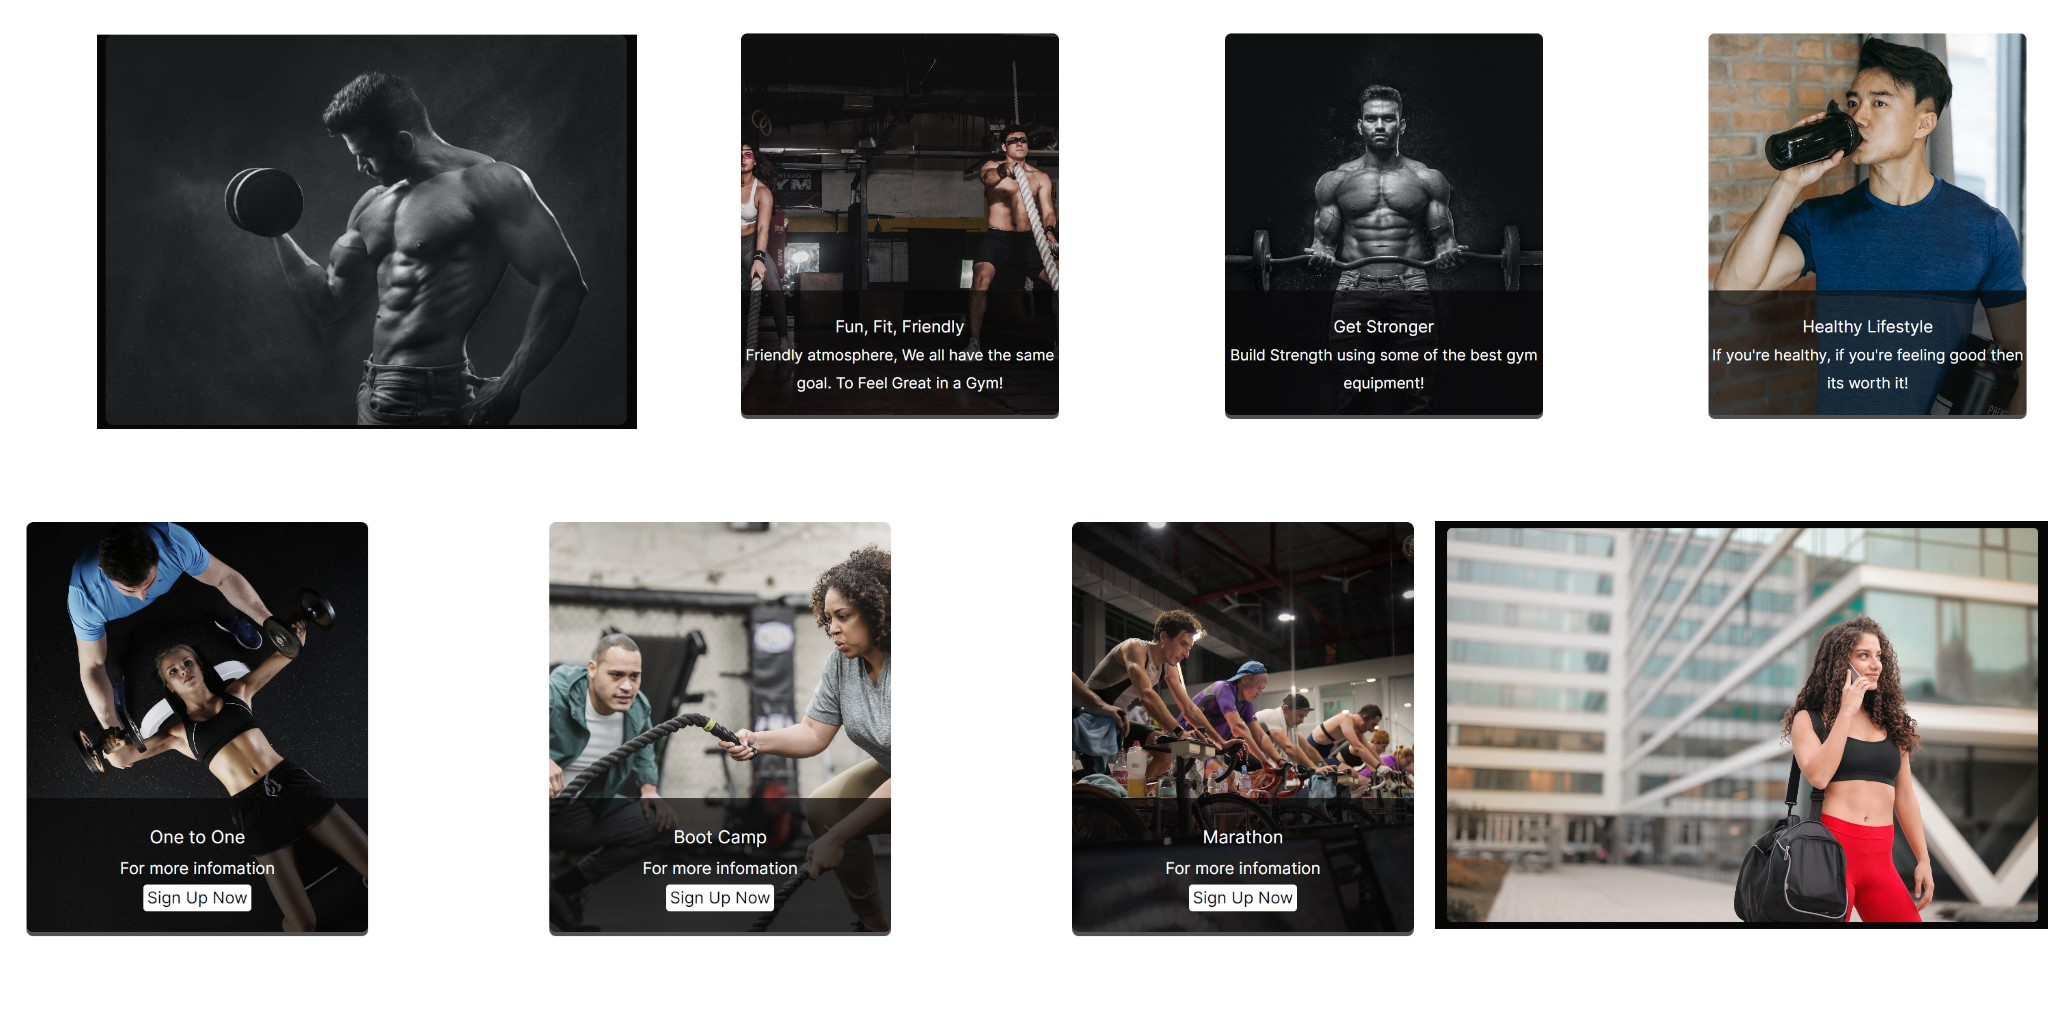 Fun, Fit, Friendly
Friendly atmosphere, We all have the same
goal. To Feel Great in a Gym!
Get Stronger
Build Strength using some of the best gym
equipment!
Healthy Lifestyle
If you're healthy, if you're feeling good then
its worth it!
One to One
For more infomation
Sign Up Now
Boot Camp
For more infomation
Sign Up Now
Marathon
For more infomation
Sign Up Now